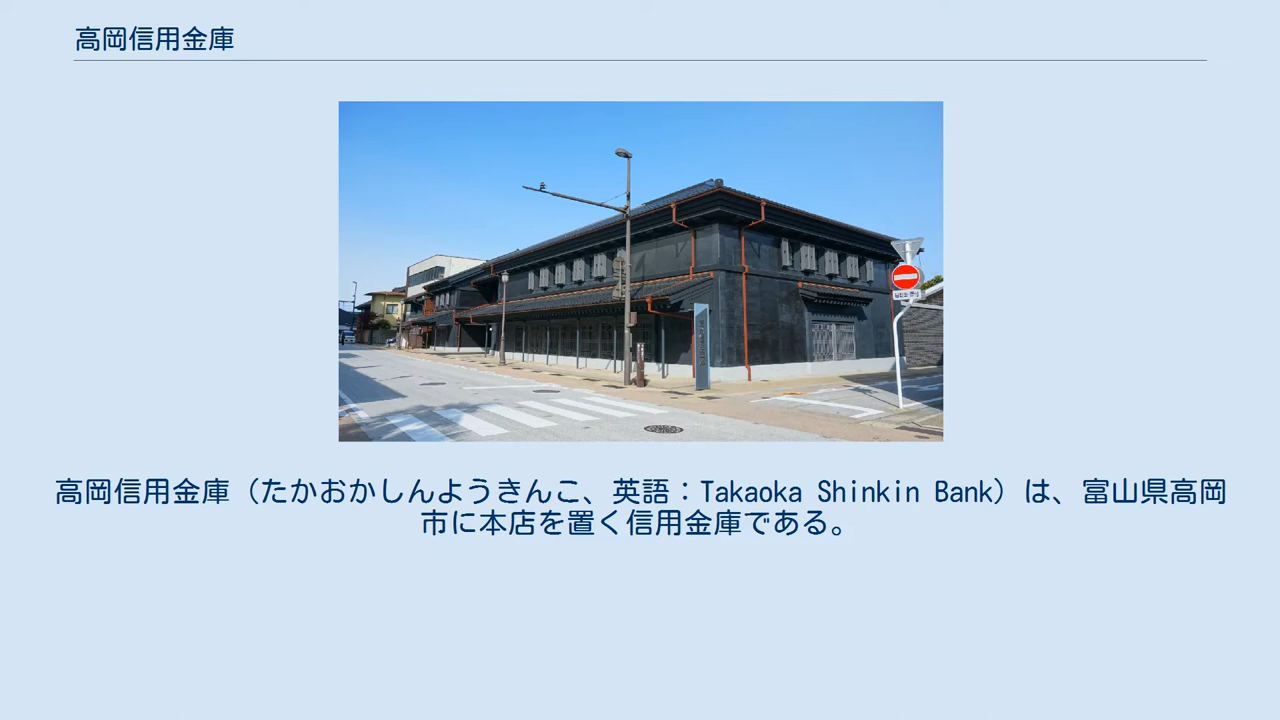 高岡信用金庫
高岡信用金庫（たかおかしんようきんこ、英語：Takaoka Shinkin Bank）は、富山県高岡
市に本店を置く信用金庫である。